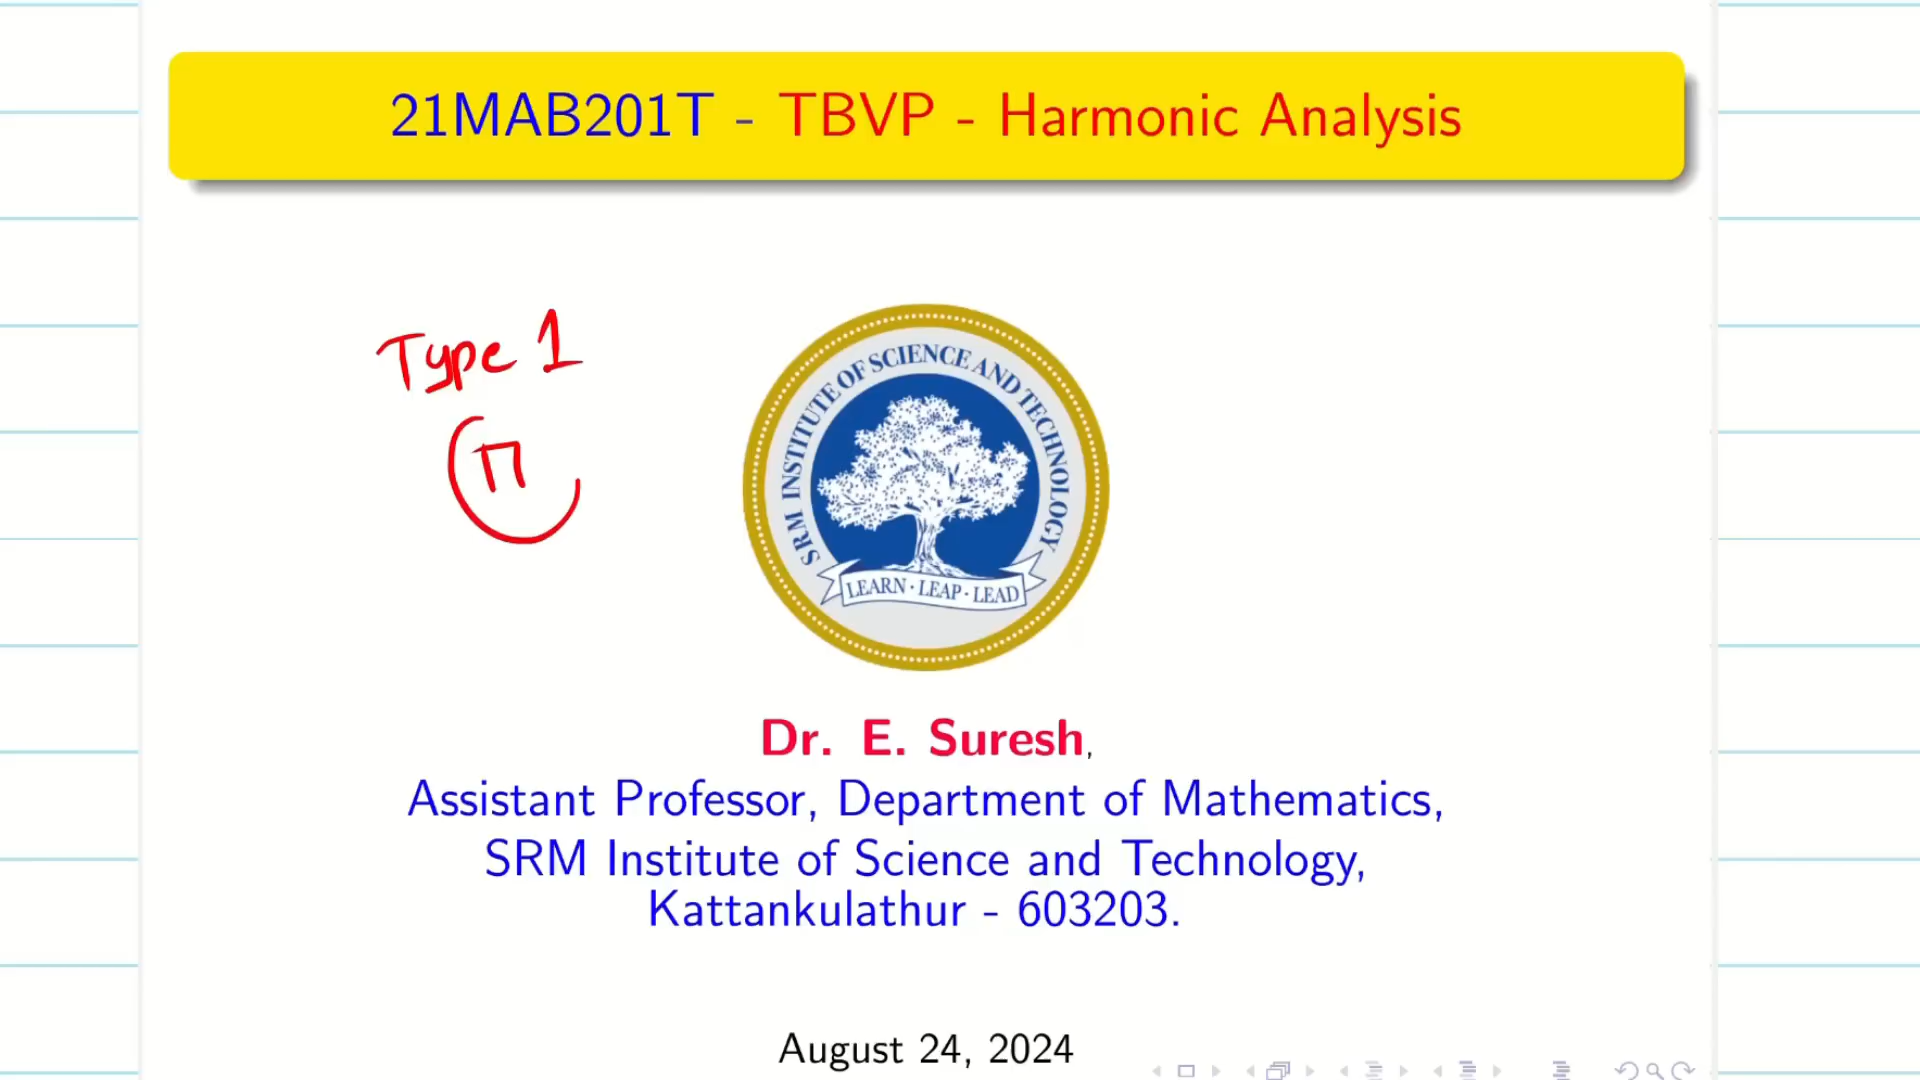 21MAB201T - TBVP - Harmonic Analysis
Type 1
π
SRM INSTITUTE OF SCIENCE AND TECHNOLOGY
LEARN · LEAP · LEAD
Dr. E. Suresh,
Assistant Professor, Department of Mathematics,
SRM Institute of Science and Technology,
Kattankulathur - 603203.
August 24, 2024